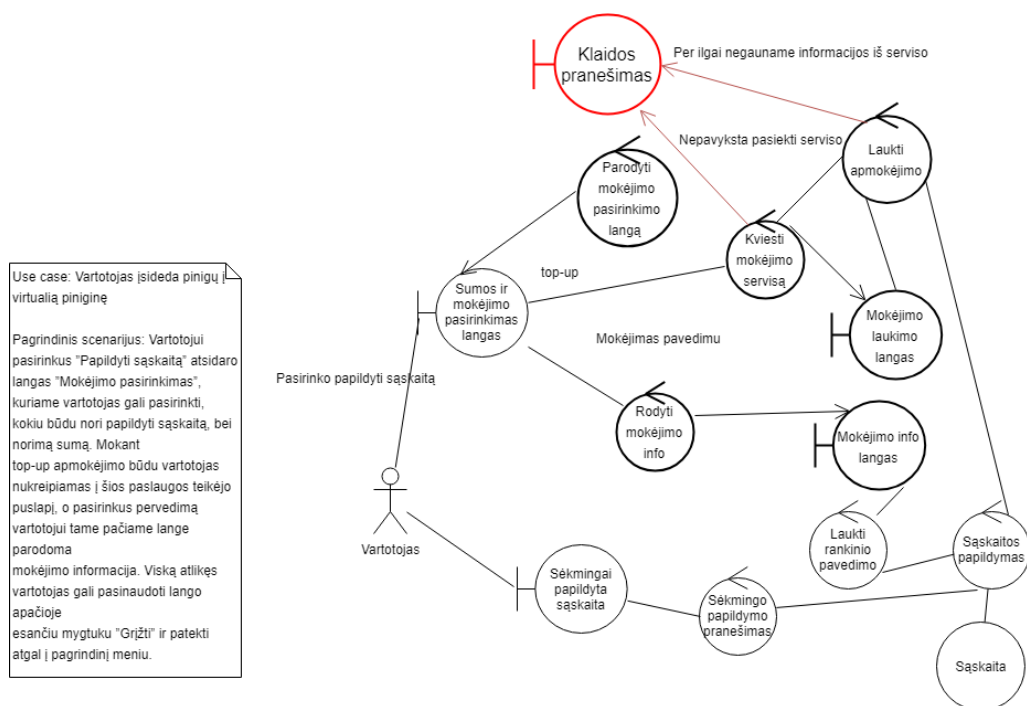 Klaidos
pranešimas
Per ilgai negauname informacijos iš serviso
Nepavyksta pasiekti serviso
Laukti
apmokėjimo
Parodyti
mokėjimo
pasirinkimo
langą
Kviesti
mokėjimo
servisą
top-up
Sumos ir
mokėjimo
pasirinkimas
langas
Mokėjimo
laukimo
langas
Mokėjimas pavedimu
Pasirinko papildyti sąskaitą
Rodyti
mokėjimo
info
Mokėjimo info
langas
Vartotojas
Laukti
rankinio
pavedimo
Sąskaitos
papildymas
Sėkmingai
papildyta
sąskaita
Sėkmingo
papildymo
pranešimas
Sąskaita
Use case: Vartotojas įsideda pinigų į
virtualią piniginę
Pagrindinis scenarijus: Vartotojui
pasirinkus "Papildyti sąskaitą" atsidaro
langas "Mokėjimo pasirinkimas",
kuriame vartotojas gali pasirinkti,
kokiu būdu nori papildyti sąskaitą, bei
norimą sumą. Mokant
top-up apmokėjimo būdu vartotojas
nukreipiamas į šios paslaugos teikėjo
puslapį, o pasirinkus pervedimą
vartotojui tame pačiame lange
parodoma
mokėjimo informacija. Viską atlikęs
vartotojas gali pasinaudoti lango
apačioje
esančiu mygtuku "Grįžti" ir patekti
atgal į pagrindinį meniu.